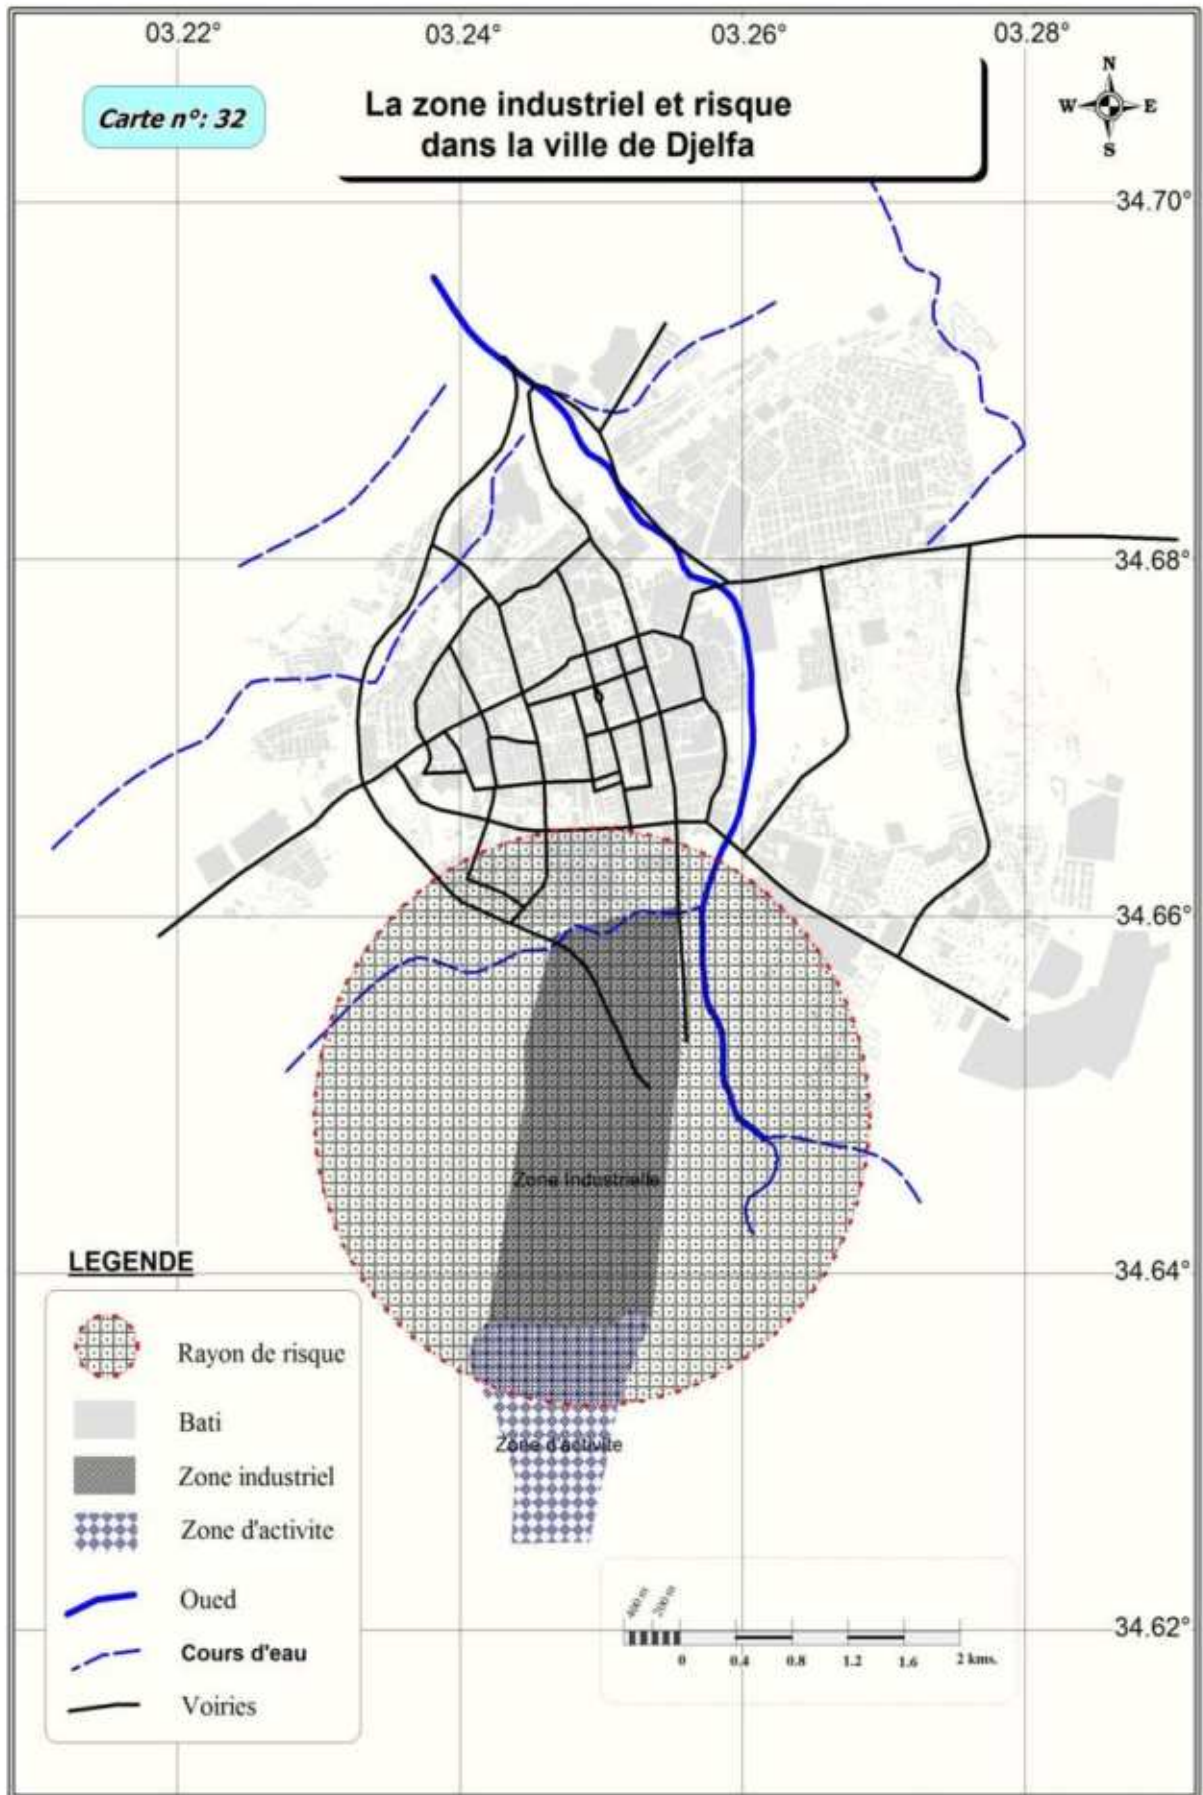 03.22°
03.24°
03.26°
03.28°
Carte n°: 32
La zone industriel et risque
dans la ville de Djelfa
N
W
E
S
34.70°
34.68°
34.66°
34.64°
34.62°
Zone Industrielle
Zone d'activite
LEGENDE
Rayon de risque
Bati
Zone industriel
Zone d'activite
Oued
Cours d'eau
Voiries
400 m
200 m
0
0.4
0.8
1.2
1.6
2 kms.